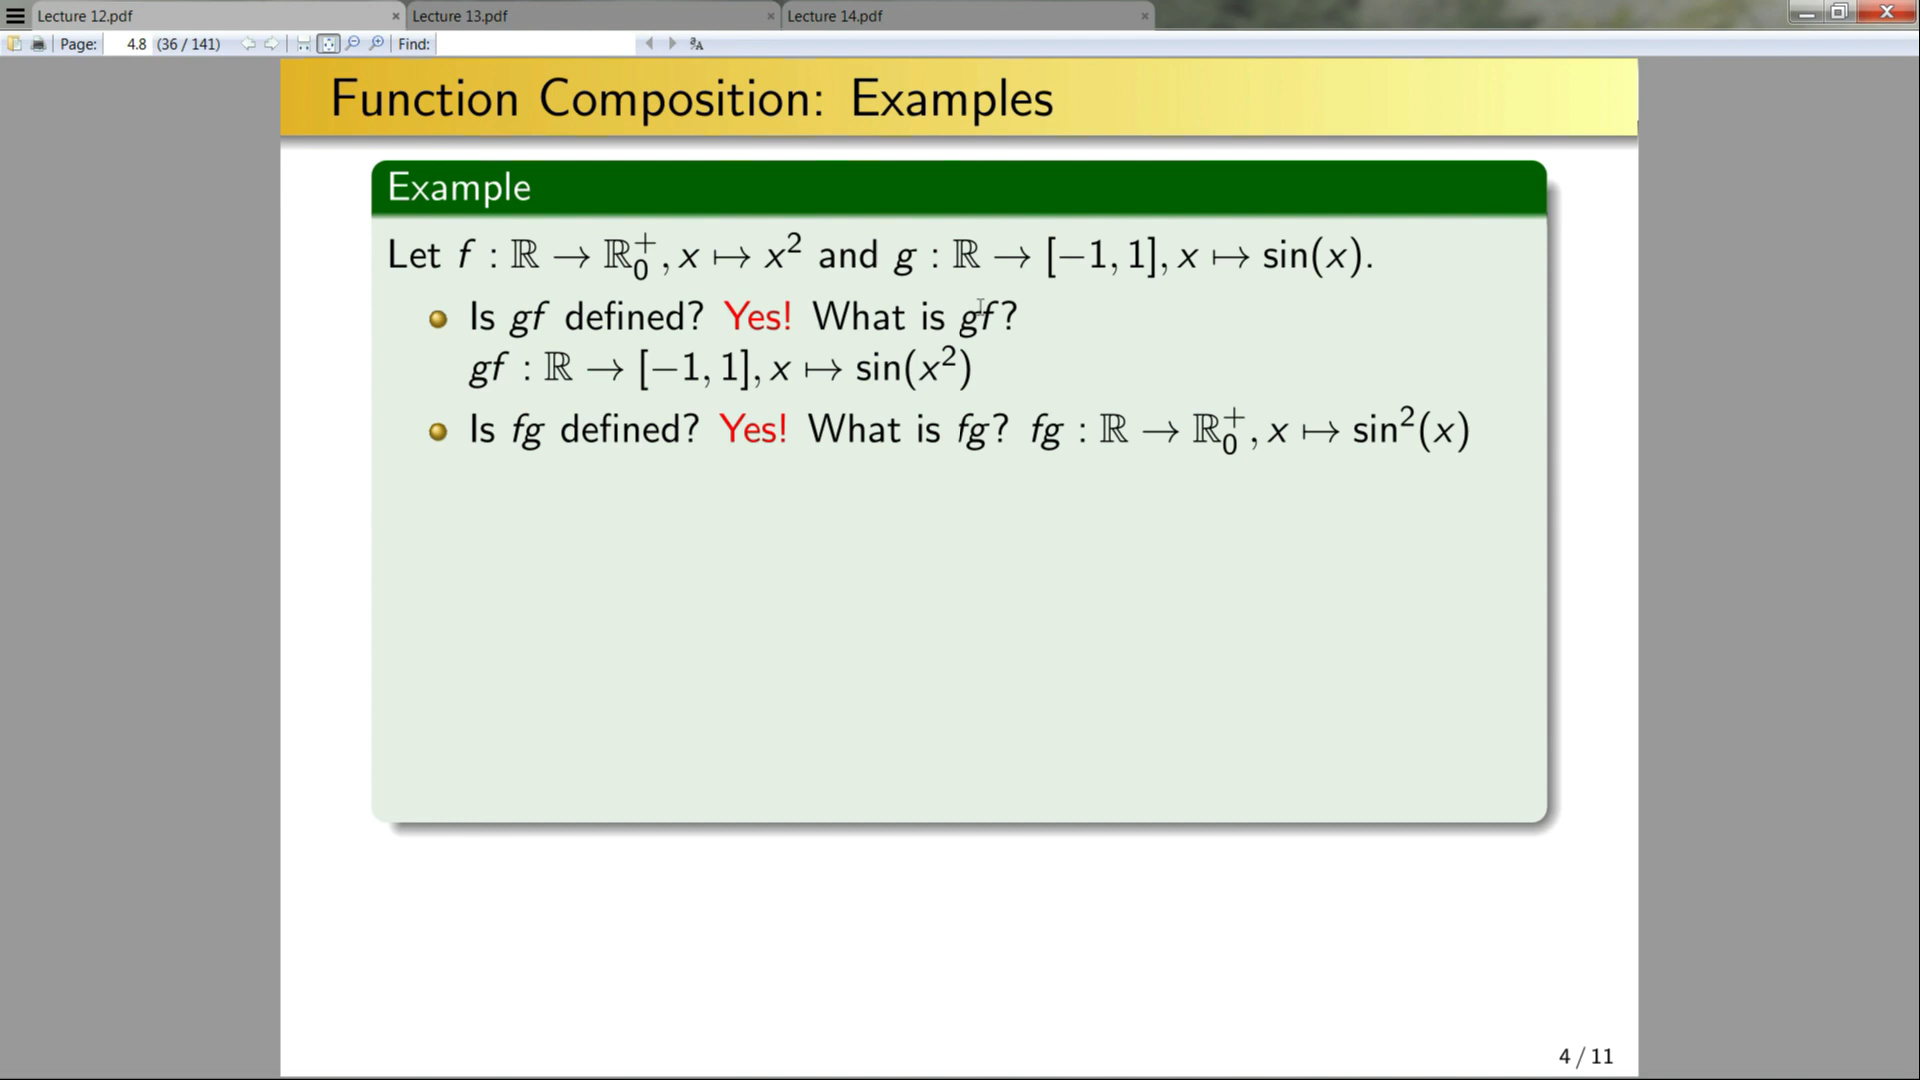 Lecture 12.pdf × Lecture 13.pdf × Lecture 14.pdf ×
Page: 4.8 (36 / 141) Find:
Function Composition: Examples
Example
Let f : ℝ → ℝ₀⁺, x ↦ x² and g : ℝ → [−1, 1], x ↦ sin(x).
Is gf defined? Yes! What is gf?
gf : ℝ → [−1, 1], x ↦ sin(x²)
Is fg defined? Yes! What is fg? fg : ℝ → ℝ₀⁺, x ↦ sin²(x)
4 / 11